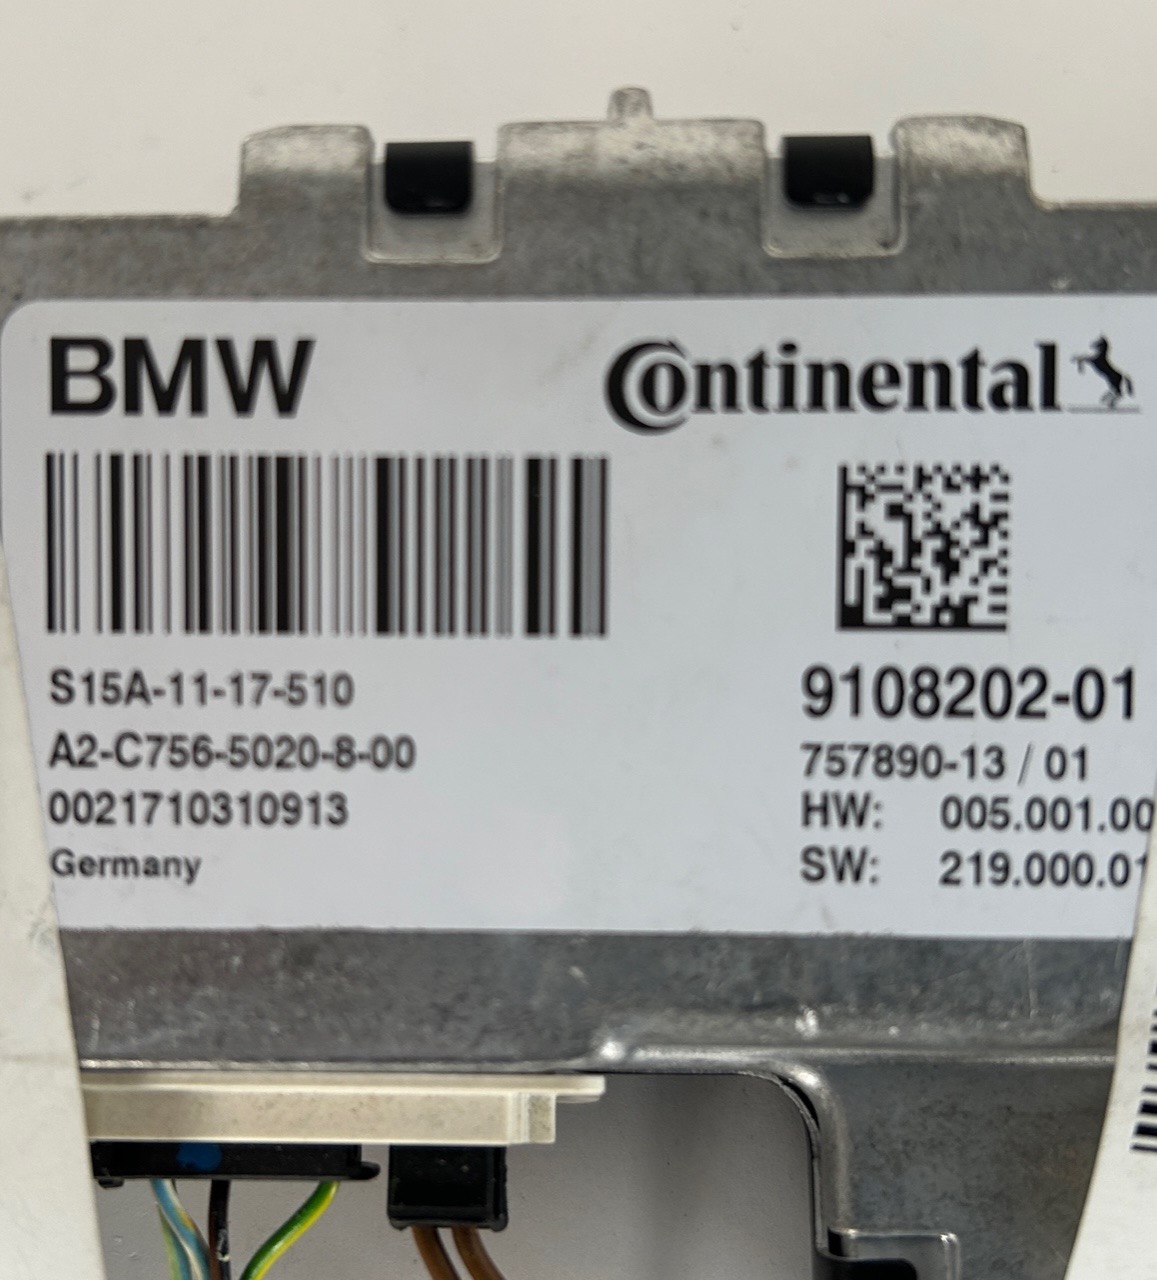 BMW
Continental
S15A-11-17-510
A2-C756-5020-8-00
0021710310913
Germany
9108202-01
757890-13 / 01
HW: 005.001.00
SW: 219.000.01